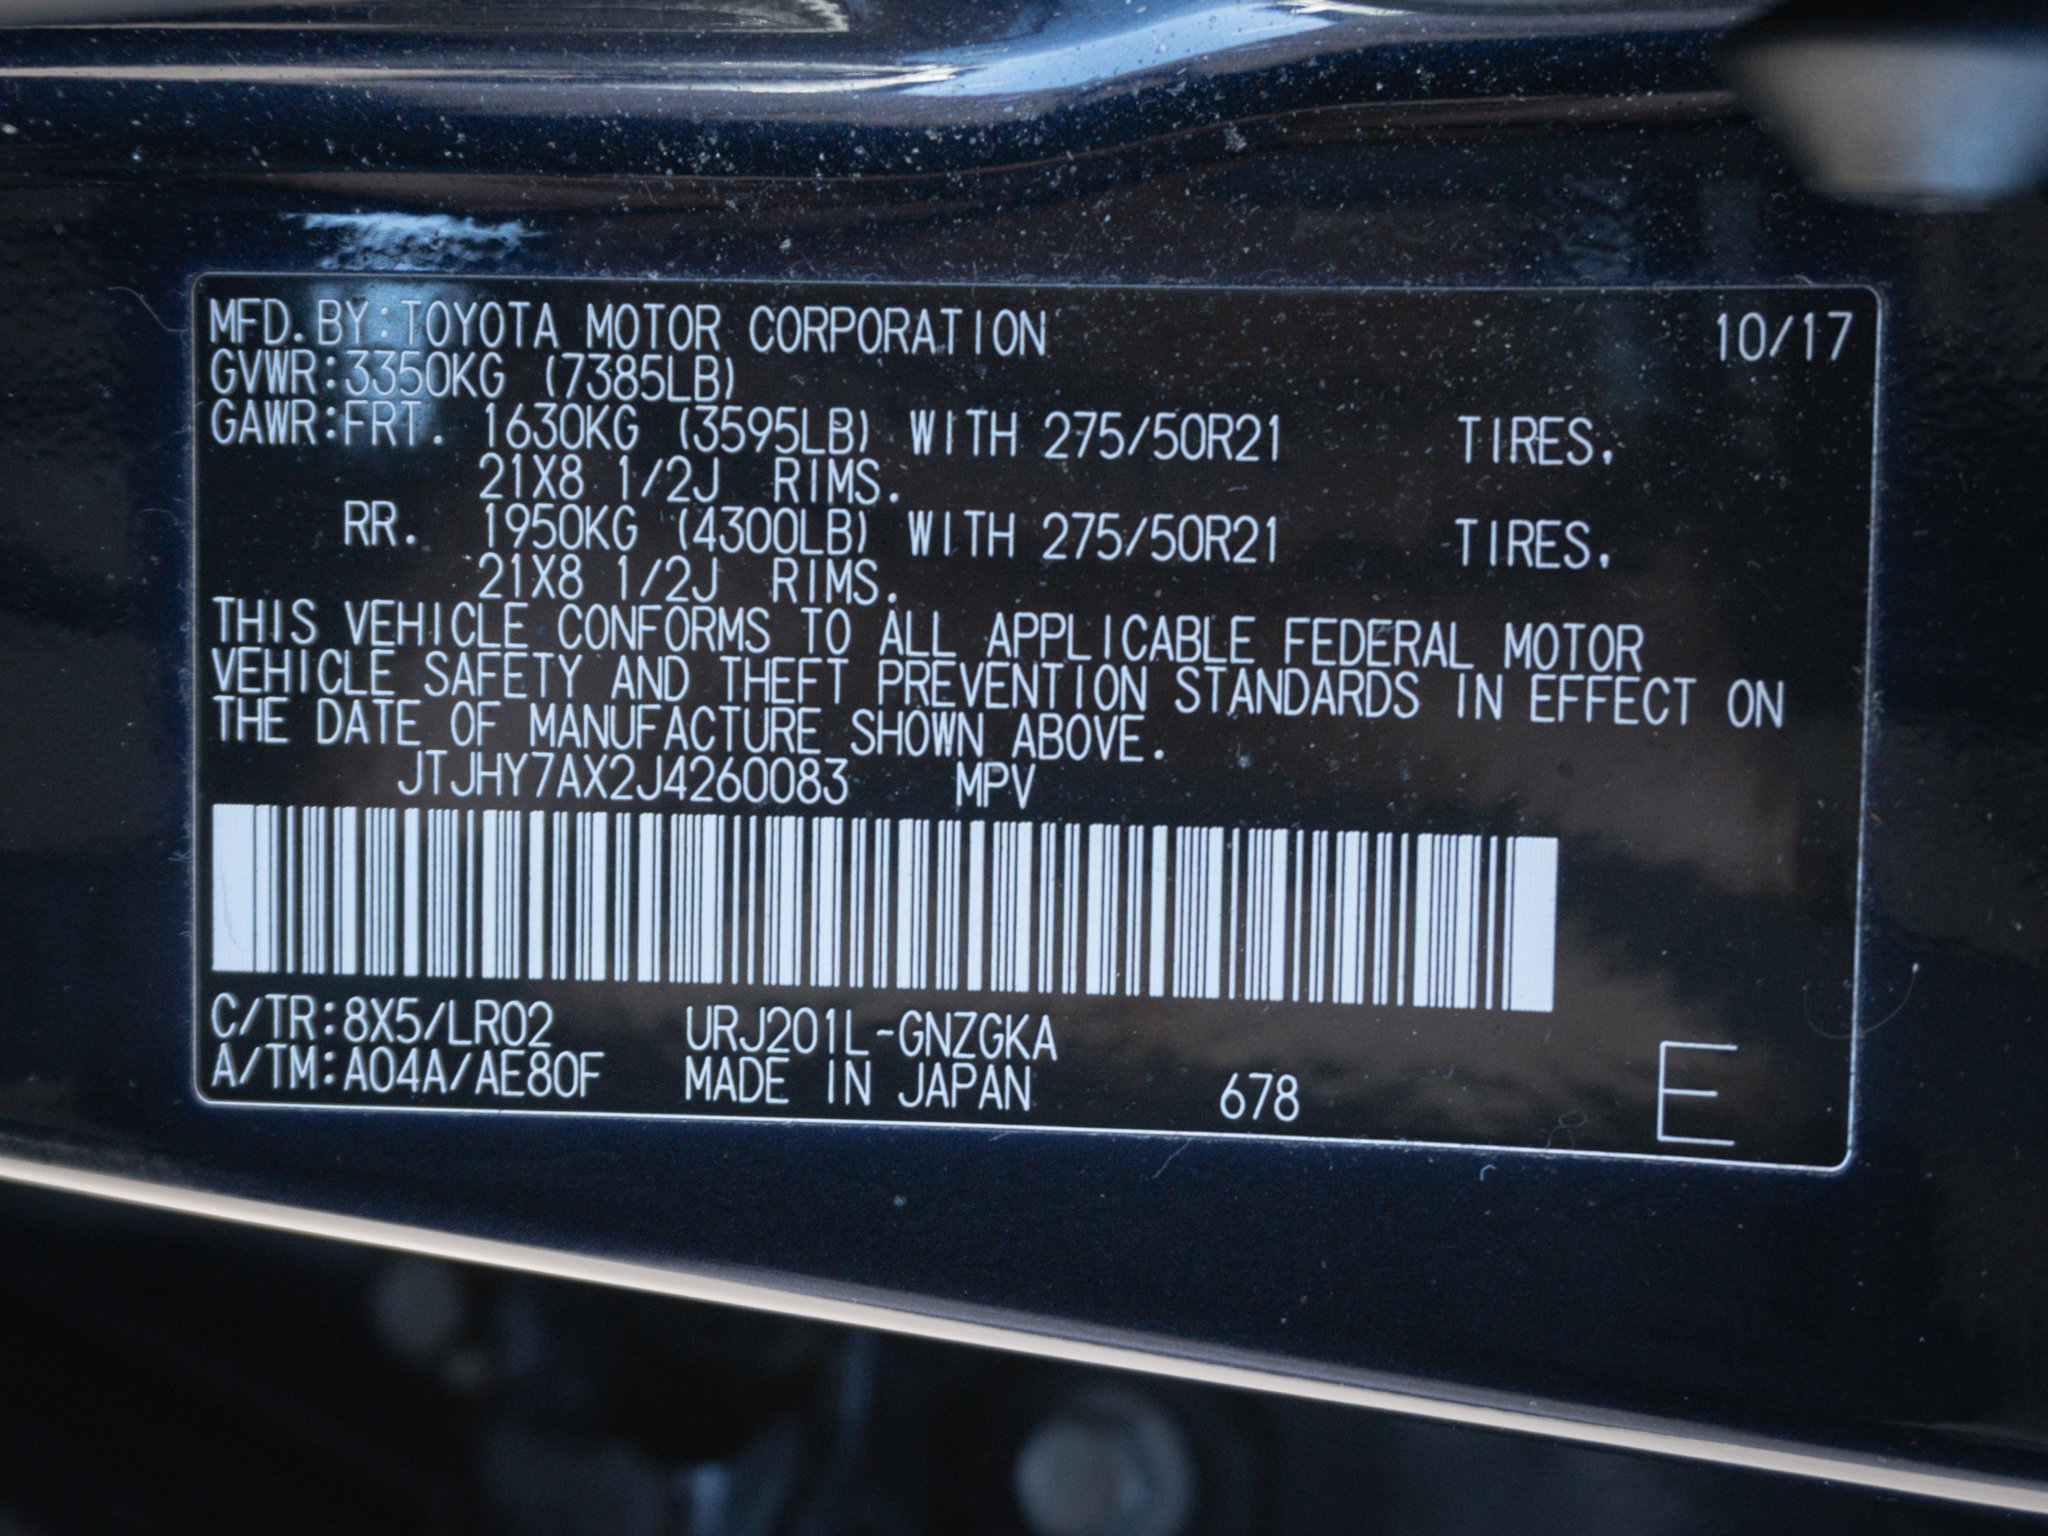 MFD.BY:TOYOTA MOTOR CORPORATION 10/17
GVWR:3350KG (7385LB)
GAWR:FRT. 1630KG (3595LB) WITH 275/50R21 TIRES,
21X8 1/2J RIMS.
RR. 1950KG (4300LB) WITH 275/50R21 TIRES,
21X8 1/2J RIMS.
THIS VEHICLE CONFORMS TO ALL APPLICABLE FEDERAL MOTOR
VEHICLE SAFETY AND THEFT PREVENTION STANDARDS IN EFFECT ON
THE DATE OF MANUFACTURE SHOWN ABOVE.
JTJHY7AX2J4260083 MPV
C/TR:8X5/LR02 URJ201L-GNZGKA
A/TM:A04A/AE80F MADE IN JAPAN 678 E